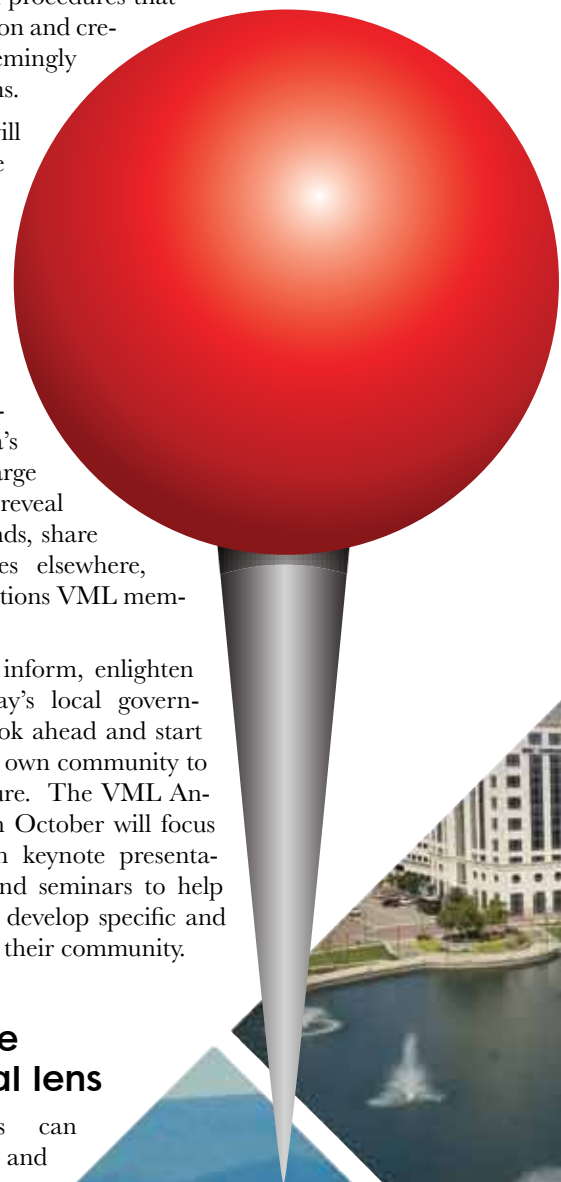 procedures that
on and cre-
emingly
ns.
ill
e
-
a's
arge
reveal
nds, share
es elsewhere,
tions VML mem-
inform, enlighten
ay's local govern-
ok ahead and start
own community to
ure. The VML An-
n October will focus
n keynote presenta-
nd seminars to help
develop specific and
their community.
e
al lens
s can
and